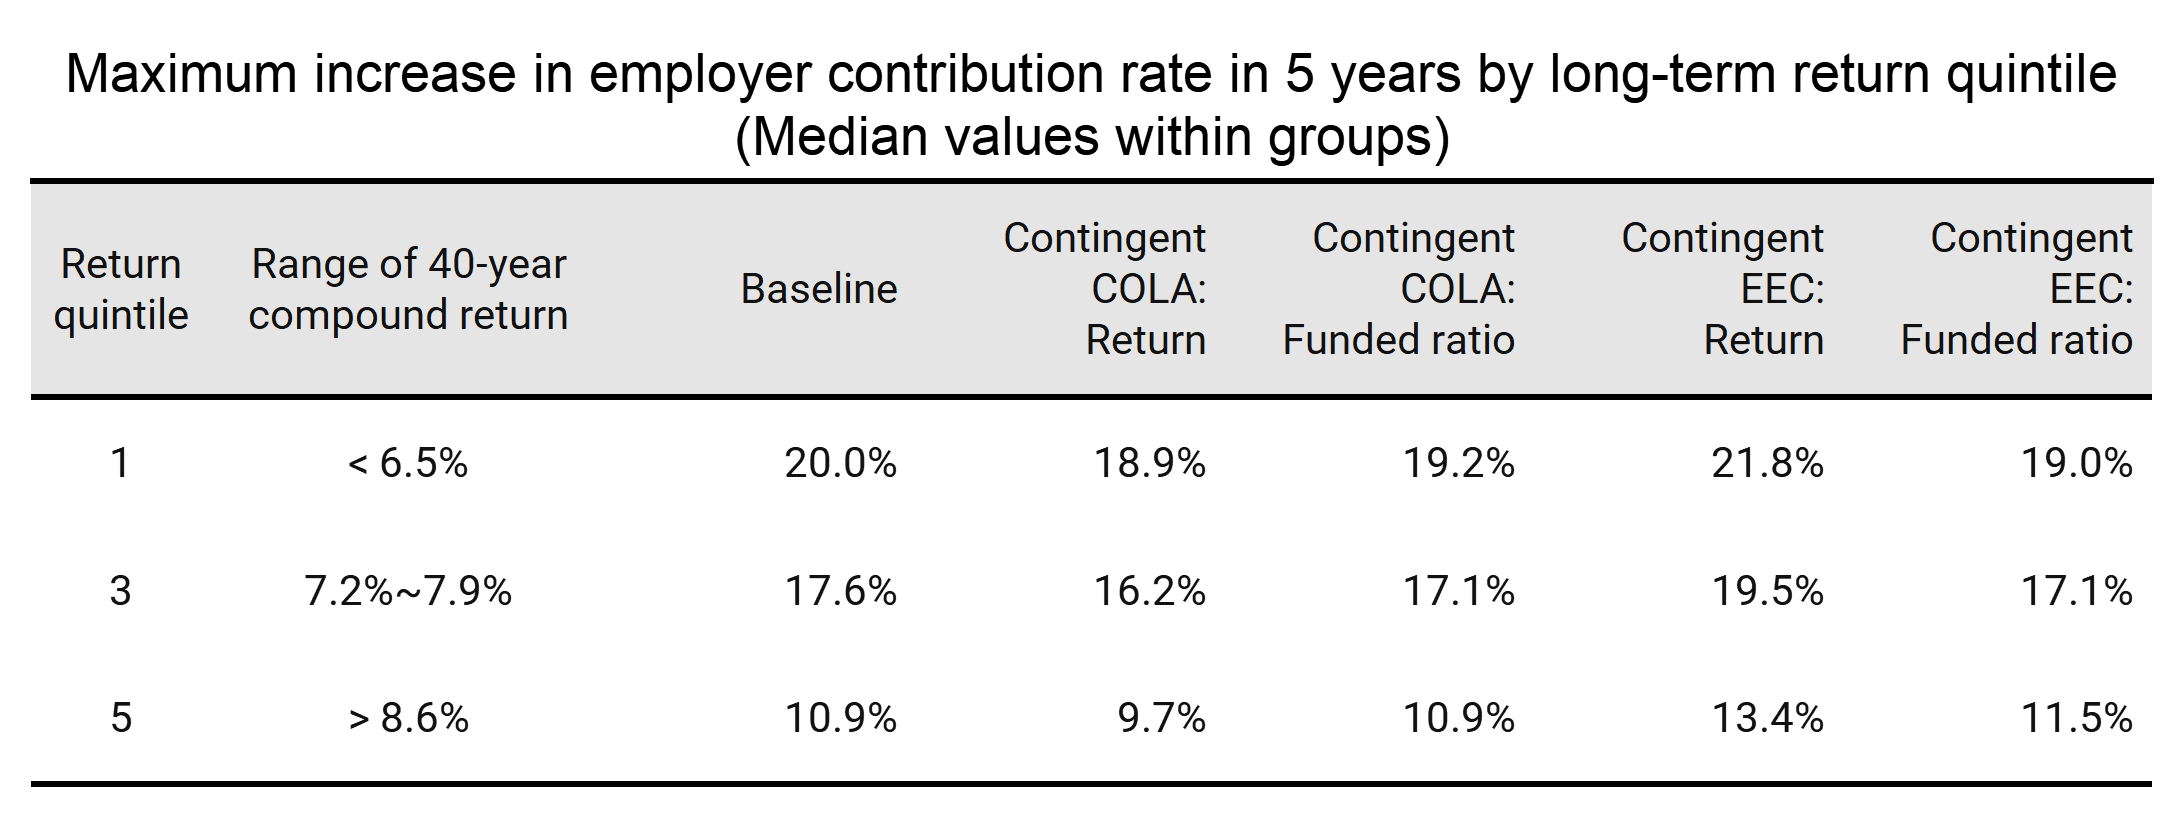 Maximum increase in employer contribution rate in 5 years by long-term return quintile
(Median values within groups)
Return quintile
Range of 40-year compound return
Baseline
Contingent COLA: Return
Contingent COLA: Funded ratio
Contingent EEC: Return
Contingent EEC: Funded ratio
1 < 6.5% 20.0% 18.9% 19.2% 21.8% 19.0%
3 7.2%~7.9% 17.6% 16.2% 17.1% 19.5% 17.1%
5 > 8.6% 10.9% 9.7% 10.9% 13.4% 11.5%